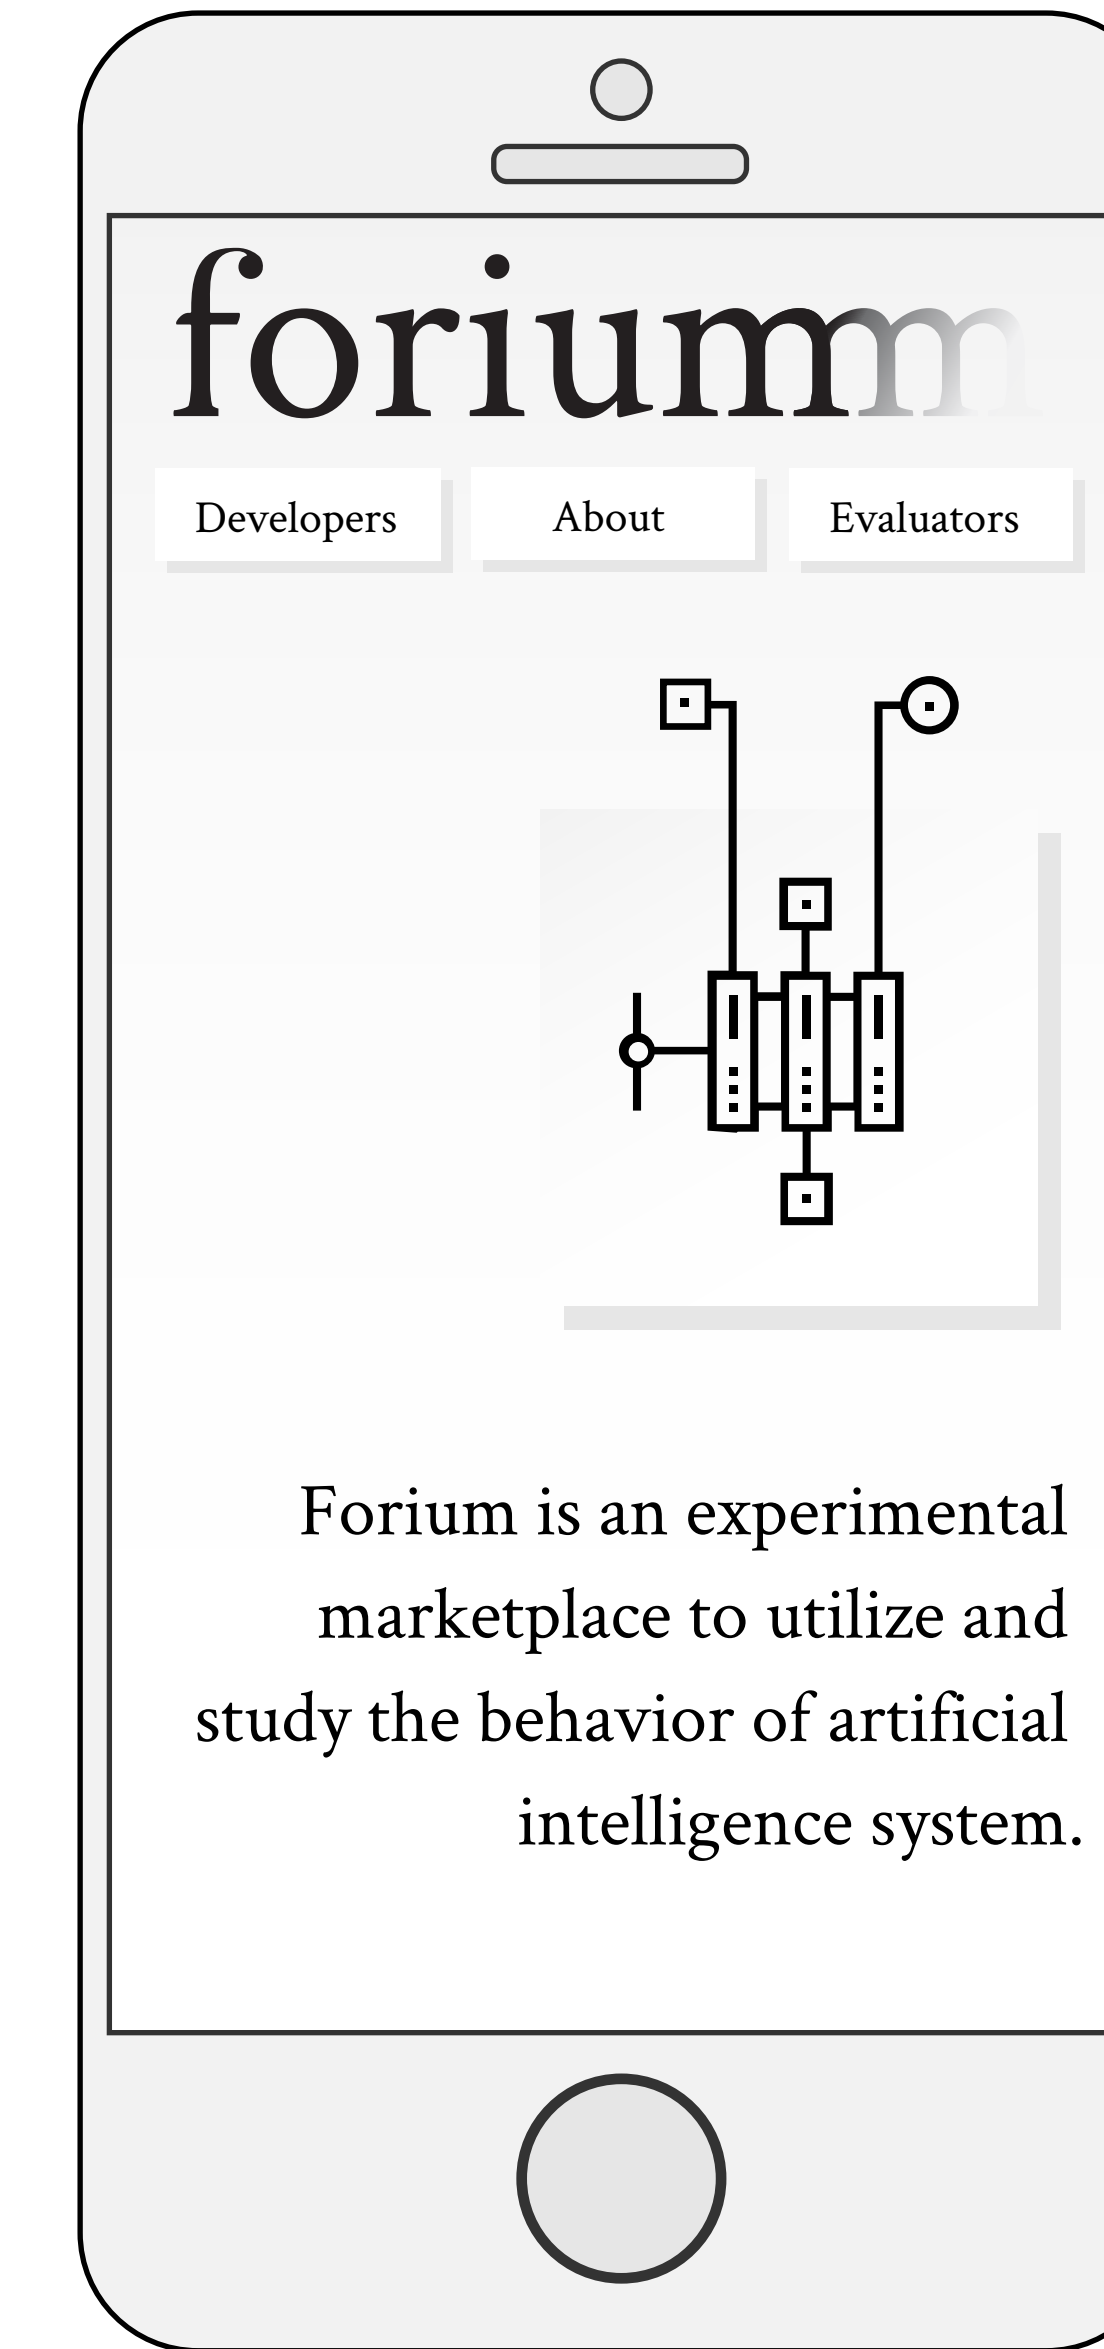 foriumm
Developers
About
Evaluators
Forium is an experimental
marketplace to utilize and
study the behavior of artificial
intelligence system.